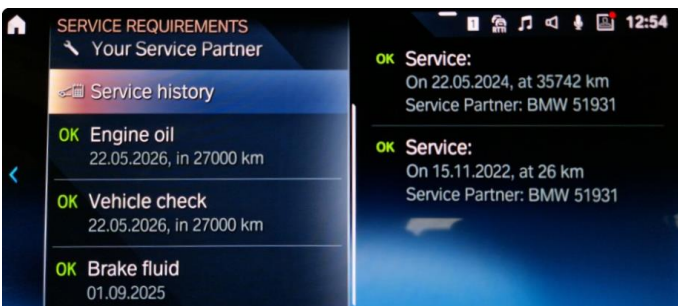 SERVICE REQUIREMENTS
Your Service Partner
Service history
OK Engine oil
22.05.2026, in 27000 km
OK Vehicle check
22.05.2026, in 27000 km
OK Brake fluid
01.09.2025
1
12:54
OK Service:
On 22.05.2024, at 35742 km
Service Partner: BMW 51931
OK Service:
On 15.11.2022, at 26 km
Service Partner: BMW 51931